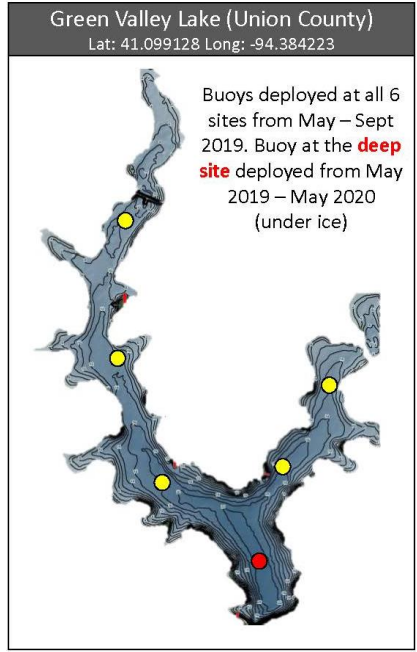 Green Valley Lake (Union County)
Lat: 41.099128 Long: -94.384223
Buoys deployed at all 6
sites from May – Sept
2019. Buoy at the deep
site deployed from May
2019 – May 2020
(under ice)